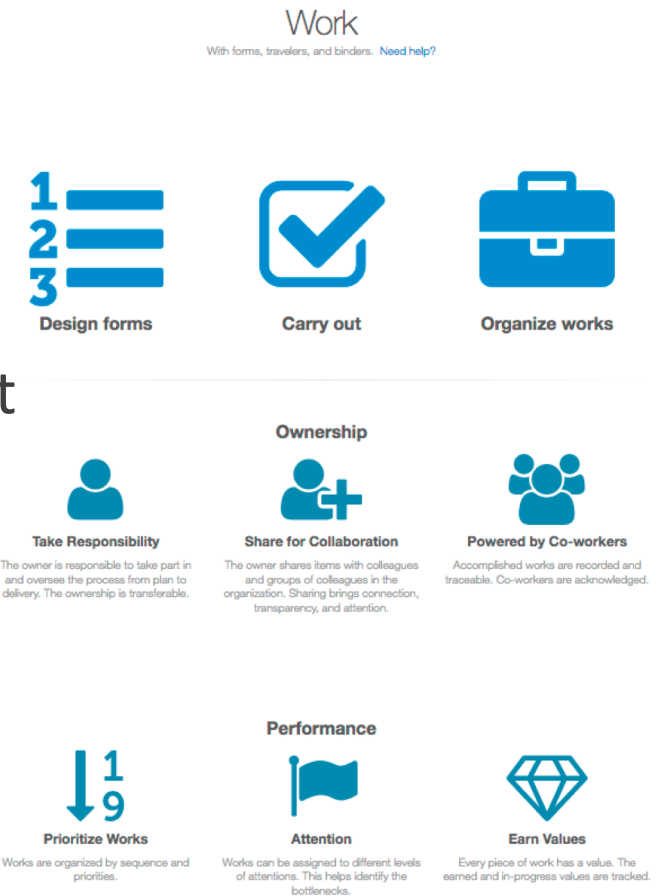 Work
With forms, travelers, and binders. Need help?
1
2
3
Design forms
Carry out
Organize works
t
Ownership
Take Responsibility
The owner is responsible to take part in
and oversee the process from plan to
delivery. The ownership is transferable.
Share for Collaboration
The owner shares items with colleagues
and groups of colleagues in the
organization. Sharing brings connection,
transparency, and attention.
Powered by Co-workers
Accomplished works are recorded and
traceable. Co-workers are acknowledged.
Performance
1
9
Prioritize Works
Works are organized by sequence and
priorities.
Attention
Works can be assigned to different levels
of attentions. This helps identify the
bottlenecks.
Earn Values
Every piece of work has a value. The
earned and in-progress values are tracked.